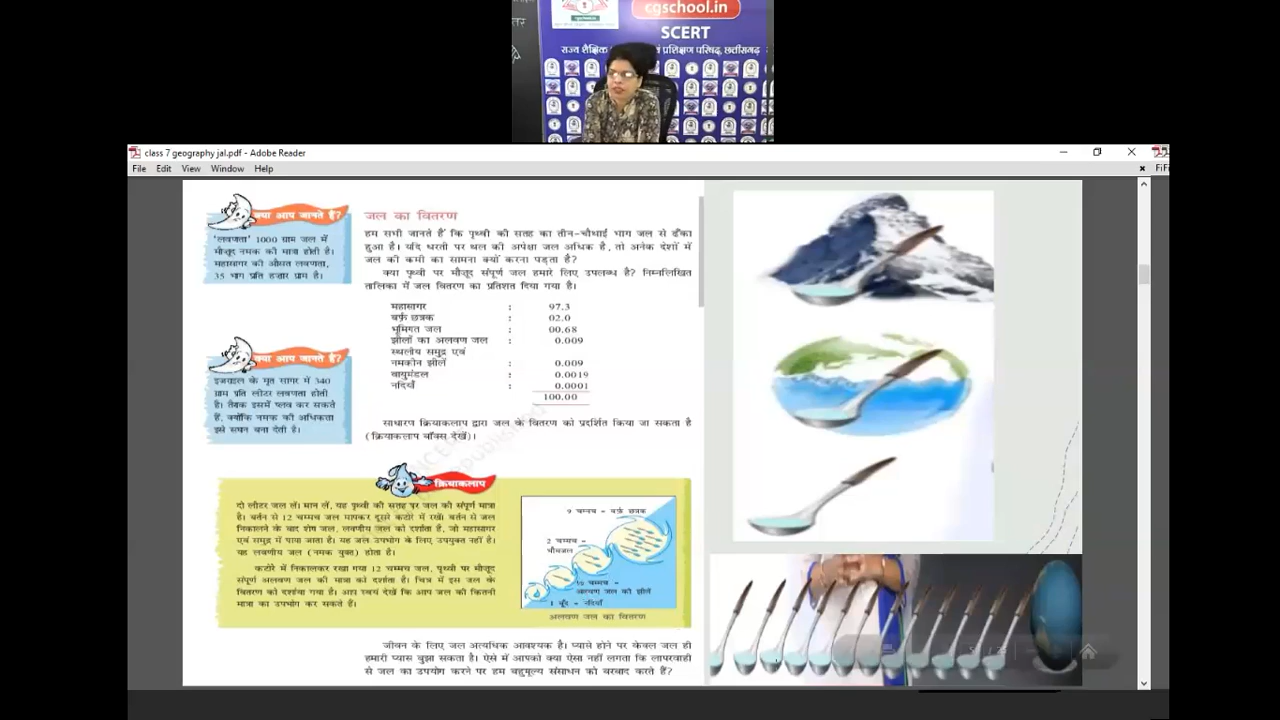 cgschool.in
SCERT
राज्य शैक्षिक प्रशिक्षण परिषद्, छत्तीसगढ़
class 7 geography jal.pdf - Adobe Reader
File Edit View Window Help
क्या आप जानते हैं?
'लवणता' 1000 ग्राम जल में
मौजूद नमक की मात्रा होती है।
महासागर की औसत लवणता,
35 भाग प्रति हज़ार ग्राम है।
क्या आप जानते हैं?
इजराइल के मृत सागर में 340
ग्राम प्रति लीटर लवणता होती
है। तैराक इसमें प्लव कर सकते
हैं, क्योंकि नमक की अधिकता
इसे सघन बना देती है।
जल का वितरण
हम सभी जानते हैं कि पृथ्वी की सतह का तीन-चौथाई भाग जल से ढँका
हुआ है। यदि धरती पर थल की अपेक्षा जल अधिक है, तो अनेक देशों में
जल की कमी का सामना क्यों करना पड़ता है?
क्या पृथ्वी पर मौजूद संपूर्ण जल हमारे लिए उपलब्ध है? निम्नलिखित
तालिका में जल वितरण का प्रतिशत दिया गया है।
महासागर : 97.3
बर्फ़ छत्रक : 02.0
भूमिगत जल : 00.68
झीलों का अलवण जल : 0.009
स्थलीय समुद्र एवं
नमकीन झीलें : 0.009
वायुमंडल : 0.0019
नदियाँ : 0.0001
100.00
साधारण क्रियाकलाप द्वारा जल के वितरण को प्रदर्शित किया जा सकता है
(क्रियाकलाप बॉक्स देखें)।
क्रियाकलाप
दो लीटर जल लें। मान लें, यह पृथ्वी की सतह पर जल की संपूर्ण मात्रा
है। बर्तन से 12 चम्मच जल मापकर दूसरे कटोरे में रखें। बर्तन से जल
निकालने के बाद शेष जल, लवणीय जल को दर्शाता है, जो महासागर
एवं समुद्र में पाया जाता है। यह जल उपभोग के लिए उपयुक्त नहीं है।
यह लवणीय जल (नमक युक्त) होता है।
कटोरे में निकालकर रखा गया 12 चम्मच जल, पृथ्वी पर मौजूद
संपूर्ण अलवण जल की मात्रा को दर्शाता है। चित्र में इस जल के
वितरण को दर्शाया गया है। आप स्वयं देखें कि आप जल की कितनी
मात्रा का उपभोग कर सकते हैं।
9 चम्मच = बर्फ़ छत्रक
2 चम्मच =
भौमजल
अलवण जल की झीलें
1 बूँद = नदियाँ
अलवण जल का वितरण
जीवन के लिए जल अत्यधिक आवश्यक है। प्यासे होने पर केवल जल ही
हमारी प्यास बुझा सकता है। ऐसे में आपको क्या ऐसा नहीं लगता कि लापरवाही
से जल का उपयोग करने पर हम बहुमूल्य संसाधन को बरबाद करते हैं?